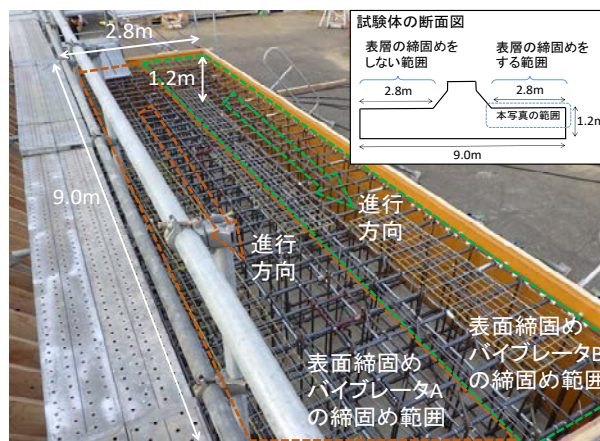 2.8m
1.2m
9.0m
進行
方向
進行
方向
表面締固め
バイブレータA
の締固め範囲
表面締固め
バイブレータB
の締固め範囲
試験体の断面図
表層の締固めを
しない範囲
表層の締固めを
する範囲
2.8m
2.8m
本写真の範囲
1.2m
9.0m